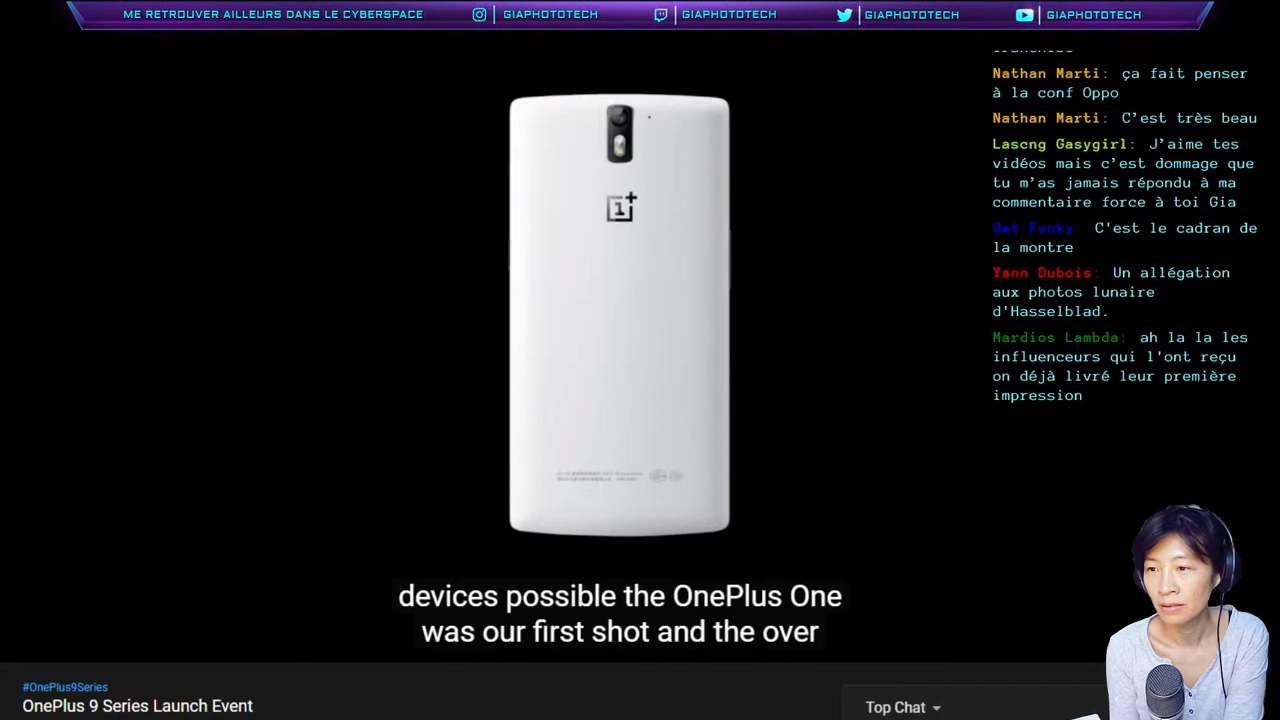 ME RETROUVER AILLEURS DANS LE CYBERSPACE
GIAPHOTOTECH
GIAPHOTOTECH
GIAPHOTOTECH
GIAPHOTOTECH
Nathan Marti: ça fait penser
à la conf Oppo
Nathan Marti: C’est très beau
Lascng Gasygirl: J’aime tes
vidéos mais c’est dommage que
tu m’as jamais répondu à ma
commentaire force à toi Gia
Get Funky: C'est le cadran de
la montre
Yann Dubois: Un allégation
aux photos lunaire
d'Hasselblad.
Mardios Lambda: ah la la les
influenceurs qui l'ont reçu
on déjà livré leur première
impression
1+
devices possible the OnePlus One
was our first shot and the over
#OnePlus9Series
OnePlus 9 Series Launch Event
Top Chat